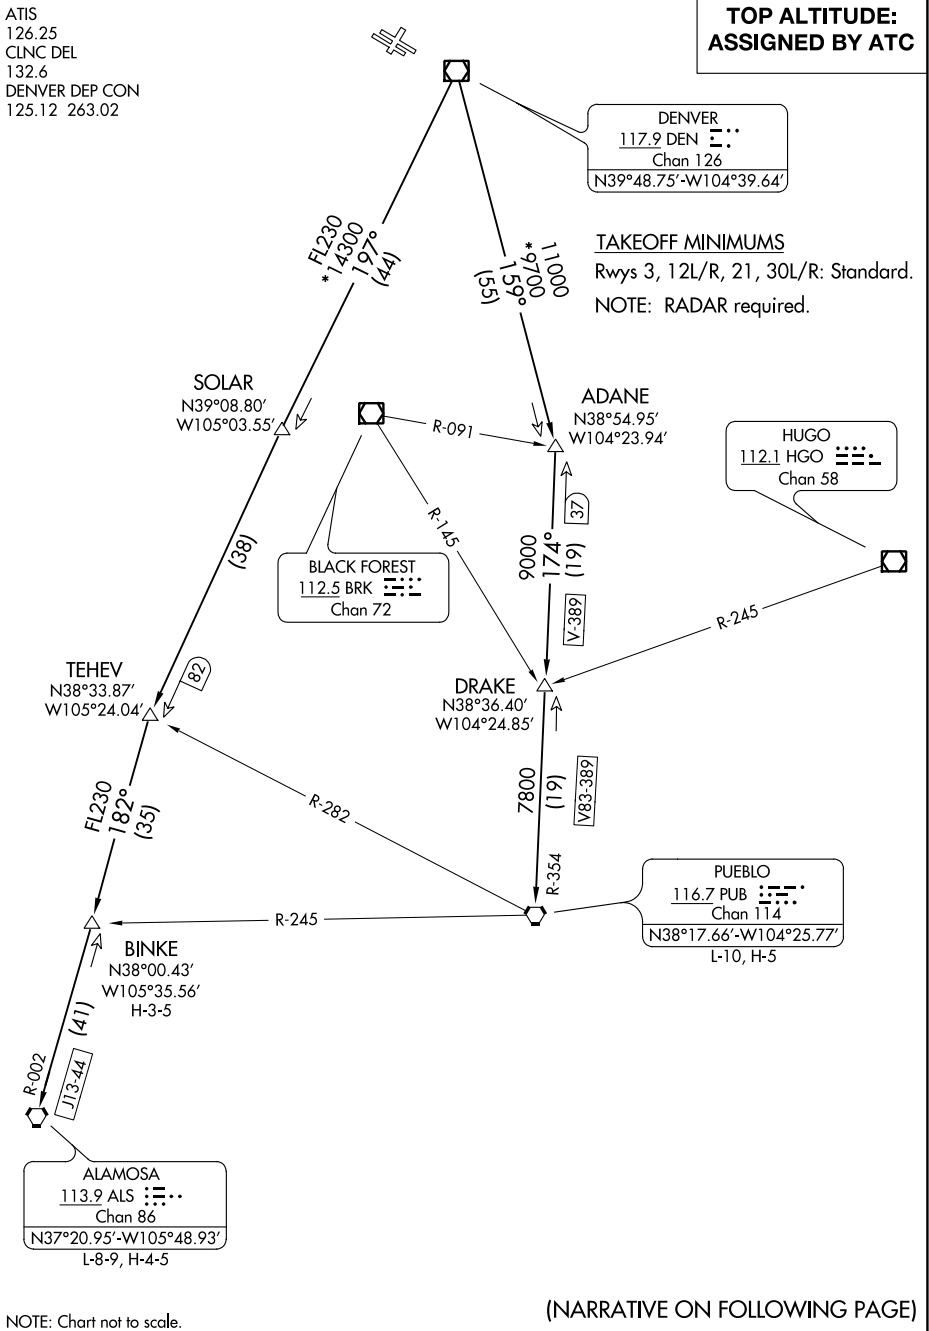 ATIS
126.25
CLNC DEL
132.6
DENVER DEP CON
125.12 263.02
TOP ALTITUDE:
ASSIGNED BY ATC
DENVER
117.9 DEN
Chan 126
N39°48.75′-W104°39.64′
TAKEOFF MINIMUMS
Rwys 3, 12L/R, 21, 30L/R: Standard.
NOTE: RADAR required.
FL230
*14300
197°
(44)
11000
*9700
159°
(55)
SOLAR
N39°08.80′
W105°03.55′
ADANE
N38°54.95′
W104°23.94′
R-091
HUGO
112.1 HGO
Chan 58
R-145
37
9000
174°
(19)
V-389
(38)
BLACK FOREST
112.5 BRK
Chan 72
R-245
TEHEV
N38°33.87′
W105°24.04′
82
DRAKE
N38°36.40′
W104°24.85′
FL230
182°
(35)
R-282
7800
(19)
V83-389
R-354
PUEBLO
116.7 PUB
Chan 114
N38°17.66′-W104°25.77′
L-10, H-5
R-245
BINKE
N38°00.43′
W105°35.56′
H-3-5
(41)
R-002
J13-44
ALAMOSA
113.9 ALS
Chan 86
N37°20.95′-W105°48.93′
L-8-9, H-4-5
NOTE: Chart not to scale.
(NARRATIVE ON FOLLOWING PAGE)